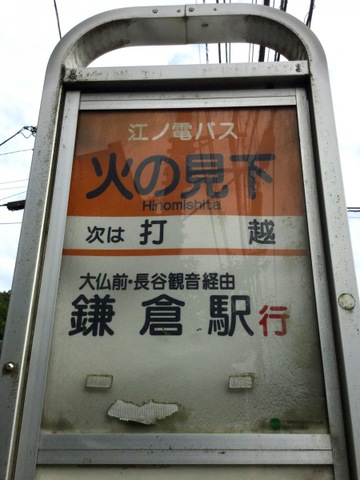 江ノ電バス
火の見下
Hinomishita
次は 打越
大仏前・長谷観音経由
鎌倉駅行